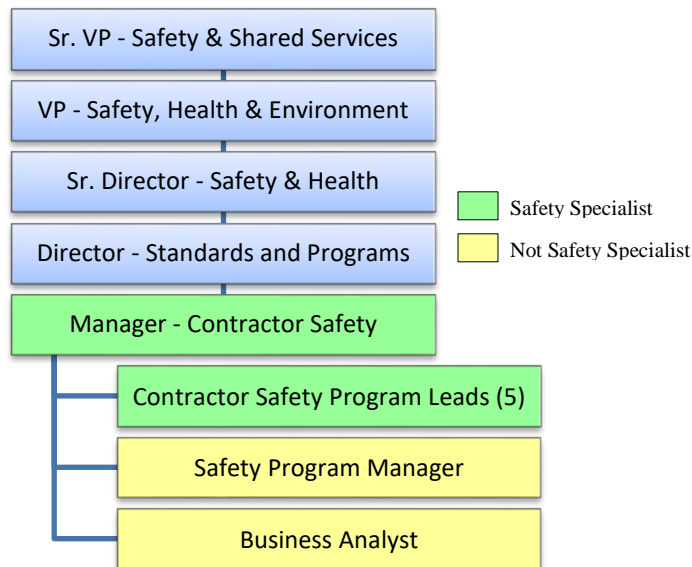 Sr. VP - Safety & Shared Services
VP - Safety, Health & Environment
Sr. Director - Safety & Health
Director - Standards and Programs
Manager - Contractor Safety
Contractor Safety Program Leads (5)
Safety Program Manager
Business Analyst
Safety Specialist
Not Safety Specialist